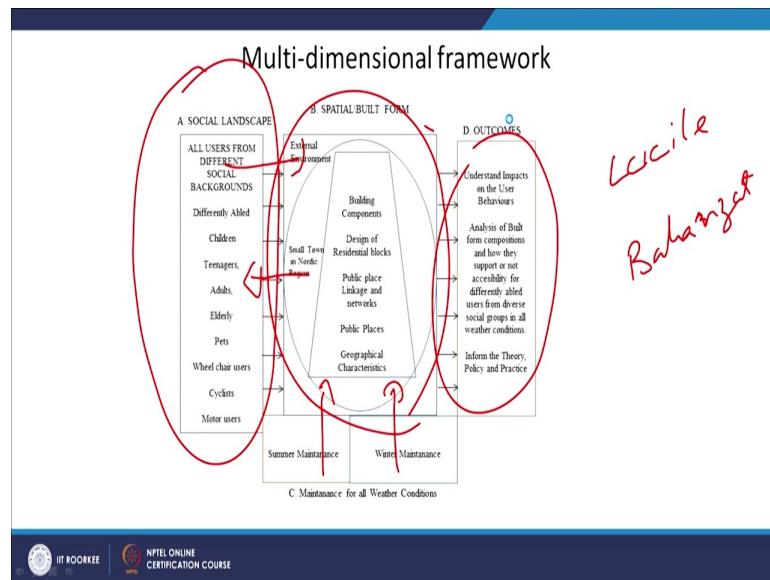 Multi-dimensional framework
A. SOCIAL LANDSCAPE
ALL USERS FROM
DIFFERENT
SOCIAL
BACKGROUNDS
Differently Abled
Children
Teenagers,
Adults,
Elderly
Pets
Wheel chair users
Cyclists
Motor users
B. SPATIAL/BUILT FORM
External
Environment
Small Town
in Nordic
Region
Building
Components
Design of
Residential blocks
Public place
Linkage and
networks
Public Places
Geographical
Characteristics
Summer Maintanance
Winter Maintanance
C. Maintanance for all Weather Conditions
D. OUTCOMES
Understand Impacts
on the User
Behaviours
Analysis of Built
form compositions
and how they
support or not
accesibility for
differently abled
users from diverse
social groups in all
weather conditions.
Inform the Theory,
Policy and Practice
Lucile
IIT ROORKEE
NPTEL ONLINE
CERTIFICATION COURSE